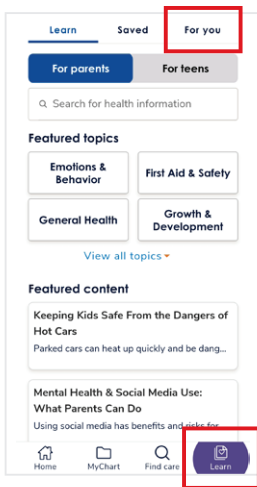 Learn Saved For you
For parents For teens
Search for health information
Featured topics
Emotions &
Behavior
First Aid & Safety
General Health
Growth &
Development
View all topics
Featured content
Keeping Kids Safe From the Dangers of
Hot Cars
Parked cars can heat up quickly and be dang...
Mental Health & Social Media Use:
What Parents Can Do
Using social media has benefits and risks for
Home MyChart Find care Learn